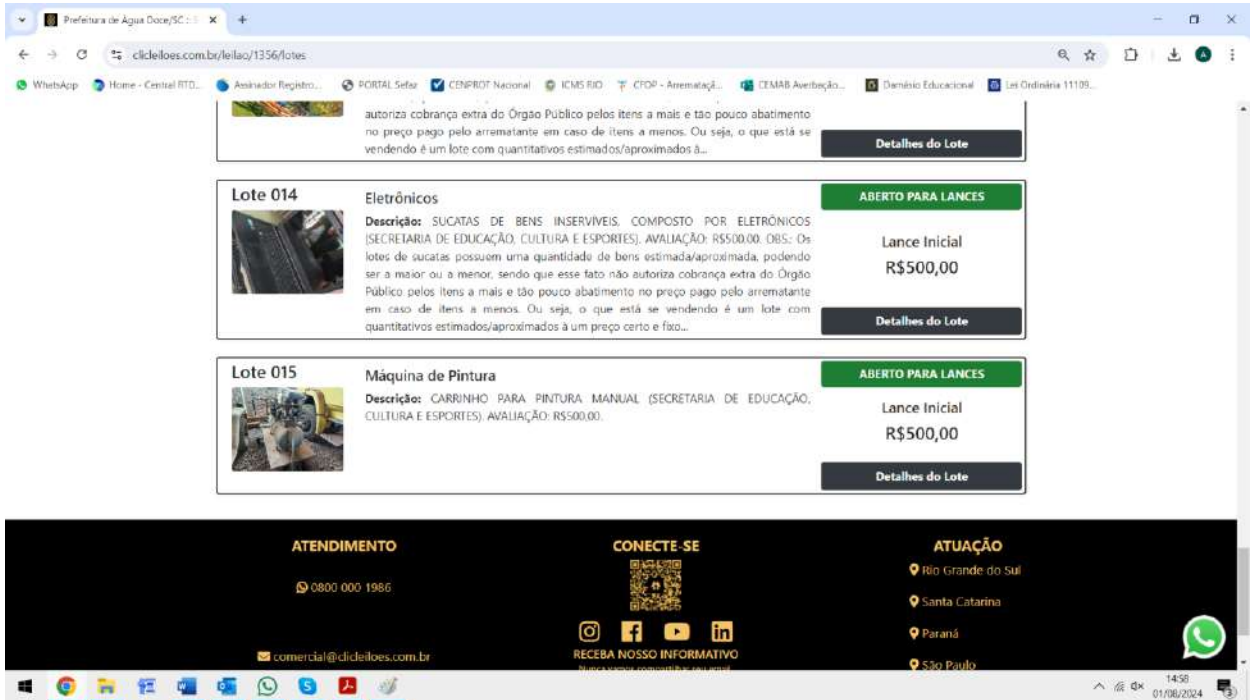 Prefeitura de Água Doce/SC :
clicleiloes.com.br/leilao/1356/lotes
WhatsApp
Home - Central RTD...
Assinador Registro...
PORTAL Sefaz
CENPROT Nacional
ICMS RIO
CFOP - Arremataçã...
CEMAB Averbação...
Domínio Educacional
Lei Ordinária 11109...
autoriza cobrança extra do Órgão Público pelos itens a mais e tão pouco abatimento
no preço pago pelo arrematante em caso de itens a menos. Ou seja, o que está se
vendendo é um lote com quantitativos estimados/aproximados à...
Detalhes do Lote
Lote 014
Eletrônicos
Descrição: SUCATAS DE BENS INSERVÍVEIS, COMPOSTO POR ELETRÔNICOS
(SECRETARIA DE EDUCAÇÃO, CULTURA E ESPORTES). AVALIAÇÃO: R$500,00. OBS.: Os
lotes de sucatas possuem uma quantidade de bens estimada/aproximada, podendo
ser a maior ou a menor, sendo que esse fato não autoriza cobrança extra do Órgão
Público pelos itens a mais e tão pouco abatimento no preço pago pelo arrematante
em caso de itens a menos. Ou seja, o que está se vendendo é um lote com
quantitativos estimados/aproximados à um preço certo e fixo...
ABERTO PARA LANCES
Lance Inicial
R$500,00
Detalhes do Lote
Lote 015
Máquina de Pintura
Descrição: CARRINHO PARA PINTURA MANUAL (SECRETARIA DE EDUCAÇÃO,
CULTURA E ESPORTES). AVALIAÇÃO: R$500,00.
ABERTO PARA LANCES
Lance Inicial
R$500,00
Detalhes do Lote
ATENDIMENTO
0800 000 1986
comercial@clicleiloes.com.br
CONECTE-SE
RECEBA NOSSO INFORMATIVO
Nunca vamos compartilhar seu email
ATUAÇÃO
Rio Grande do Sul
Santa Catarina
Paraná
São Paulo
14:58
01/08/2024